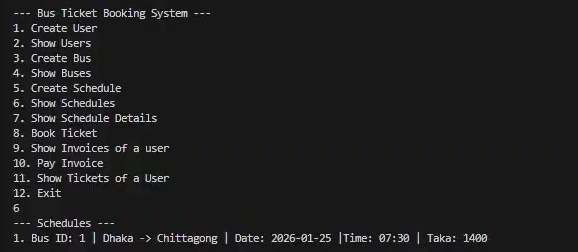 --- Bus Ticket Booking System ---
1. Create User
2. Show Users
3. Create Bus
4. Show Buses
5. Create Schedule
6. Show Schedules
7. Show Schedule Details
8. Book Ticket
9. Show Invoices of a user
10. Pay Invoice
11. Show Tickets of a User
12. Exit
6
--- Schedules ---
1. Bus ID: 1 | Dhaka -> Chittagong | Date: 2026-01-25 |Time: 07:30 | Taka: 1400